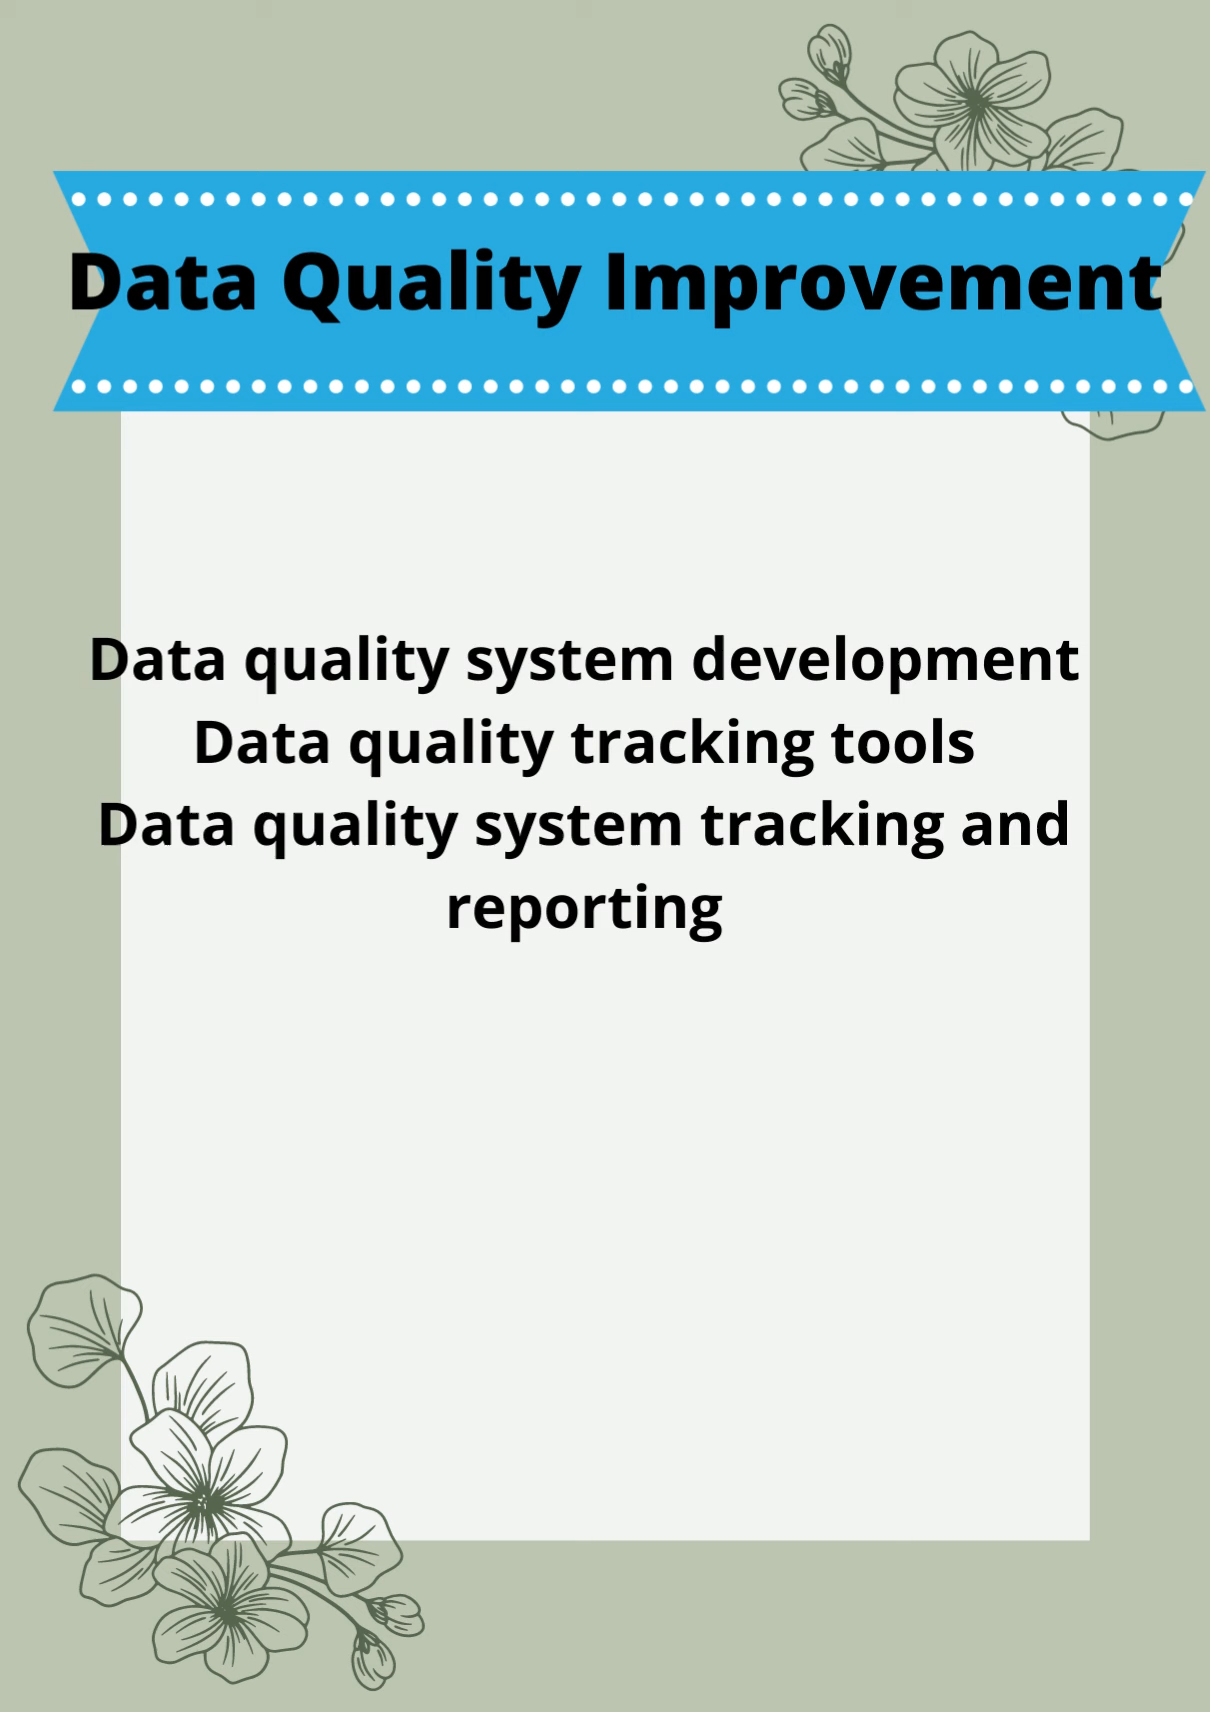 Data Quality Improvement
Data quality system development
Data quality tracking tools
Data quality system tracking and
reporting